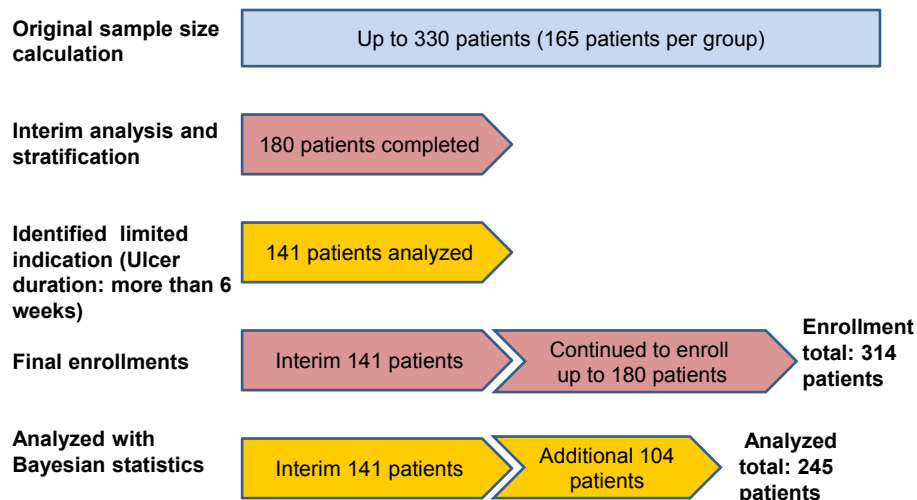 Original sample size
calculation
Up to 330 patients (165 patients per group)
Interim analysis and
stratification
180 patients completed
Identified limited
indication (Ulcer
duration: more than 6
weeks)
141 patients analyzed
Final enrollments
Interim 141 patients
Continued to enroll
up to 180 patients
Enrollment
total: 314
patients
Analyzed with
Bayesian statistics
Interim 141 patients
Additional 104
patients
Analyzed
total: 245
patients